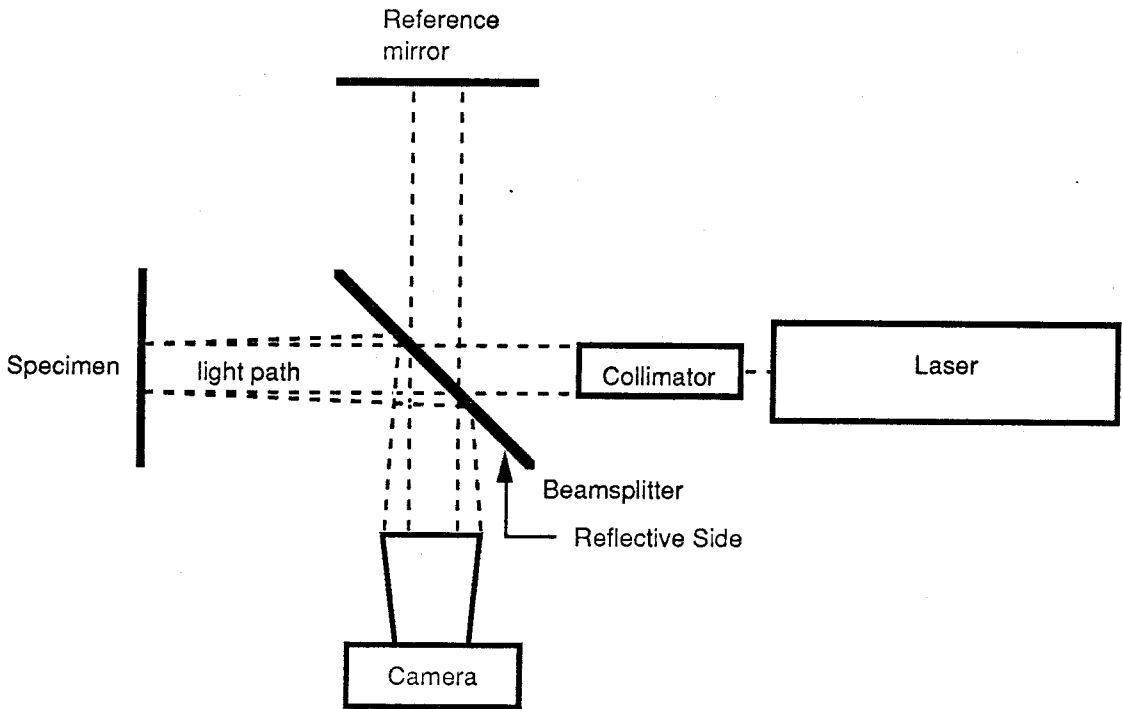 Reference
mirror
Specimen
light path
Collimator
Laser
Beamsplitter
Reflective Side
Camera